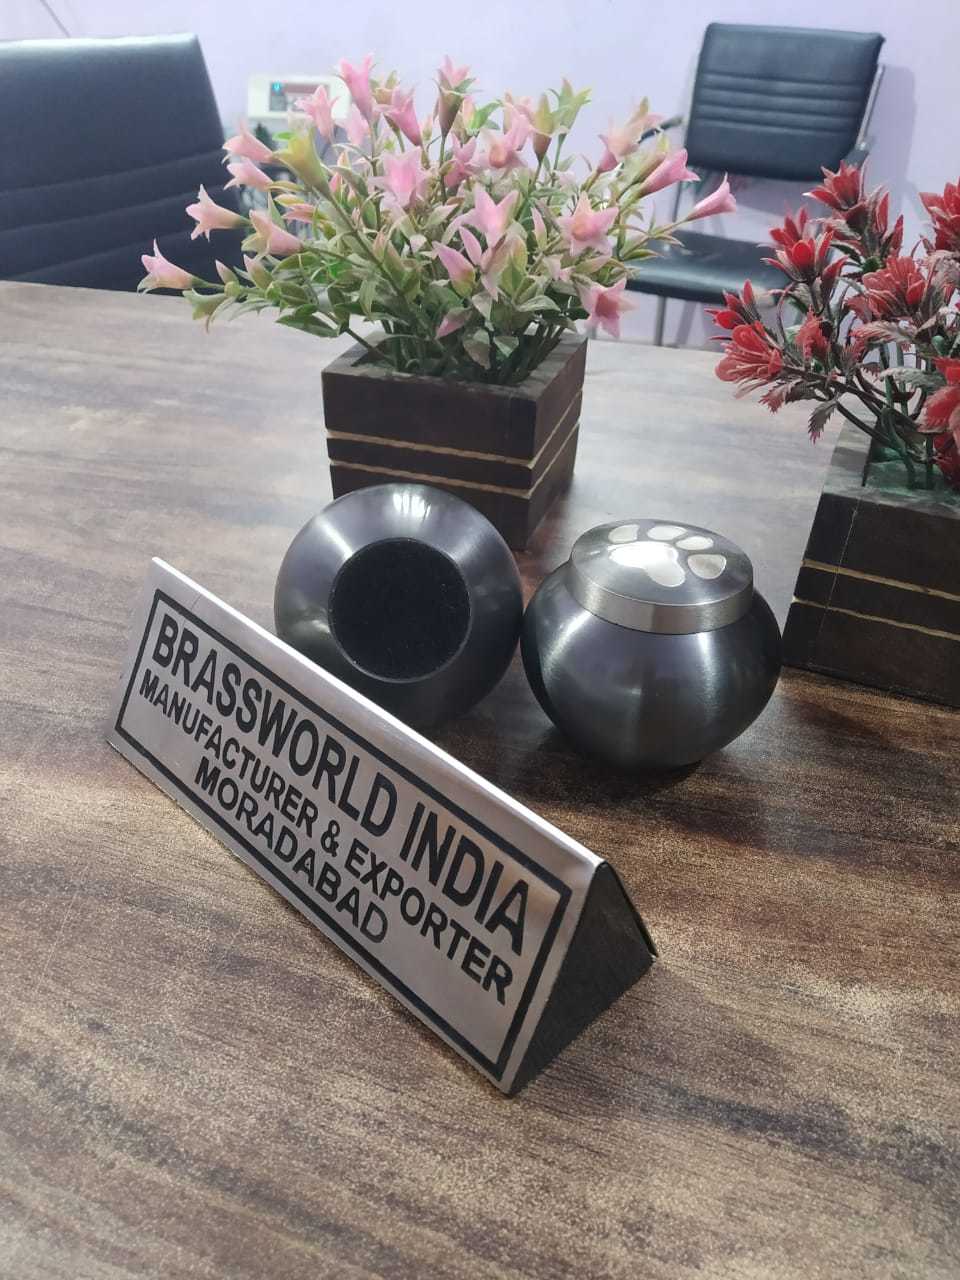 BRASSWORLD INDIA
MANUFACTURER & EXPORTER
MORADABAD